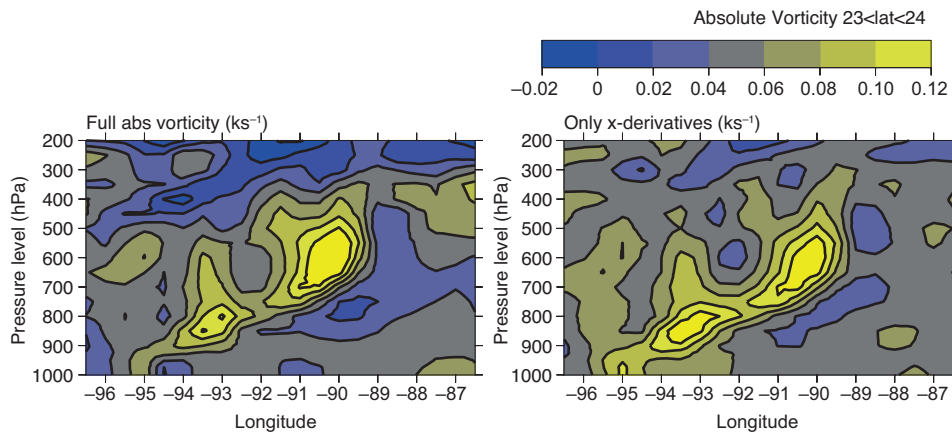 Absolute Vorticity 23<lat<24
−0.02 0 0.02 0.04 0.06 0.08 0.10 0.12
Full abs vorticity (ks⁻¹)
200
300
400
500
600
700
800
900
1000
Pressure level (hPa)
−96 −95 −94 −93 −92 −91 −90 −89 −88 −87
Longitude
Only x-derivatives (ks⁻¹)
200
300
400
500
600
700
800
900
1000
Pressure level (hPa)
−96 −95 −94 −93 −92 −91 −90 −89 −88 −87
Longitude